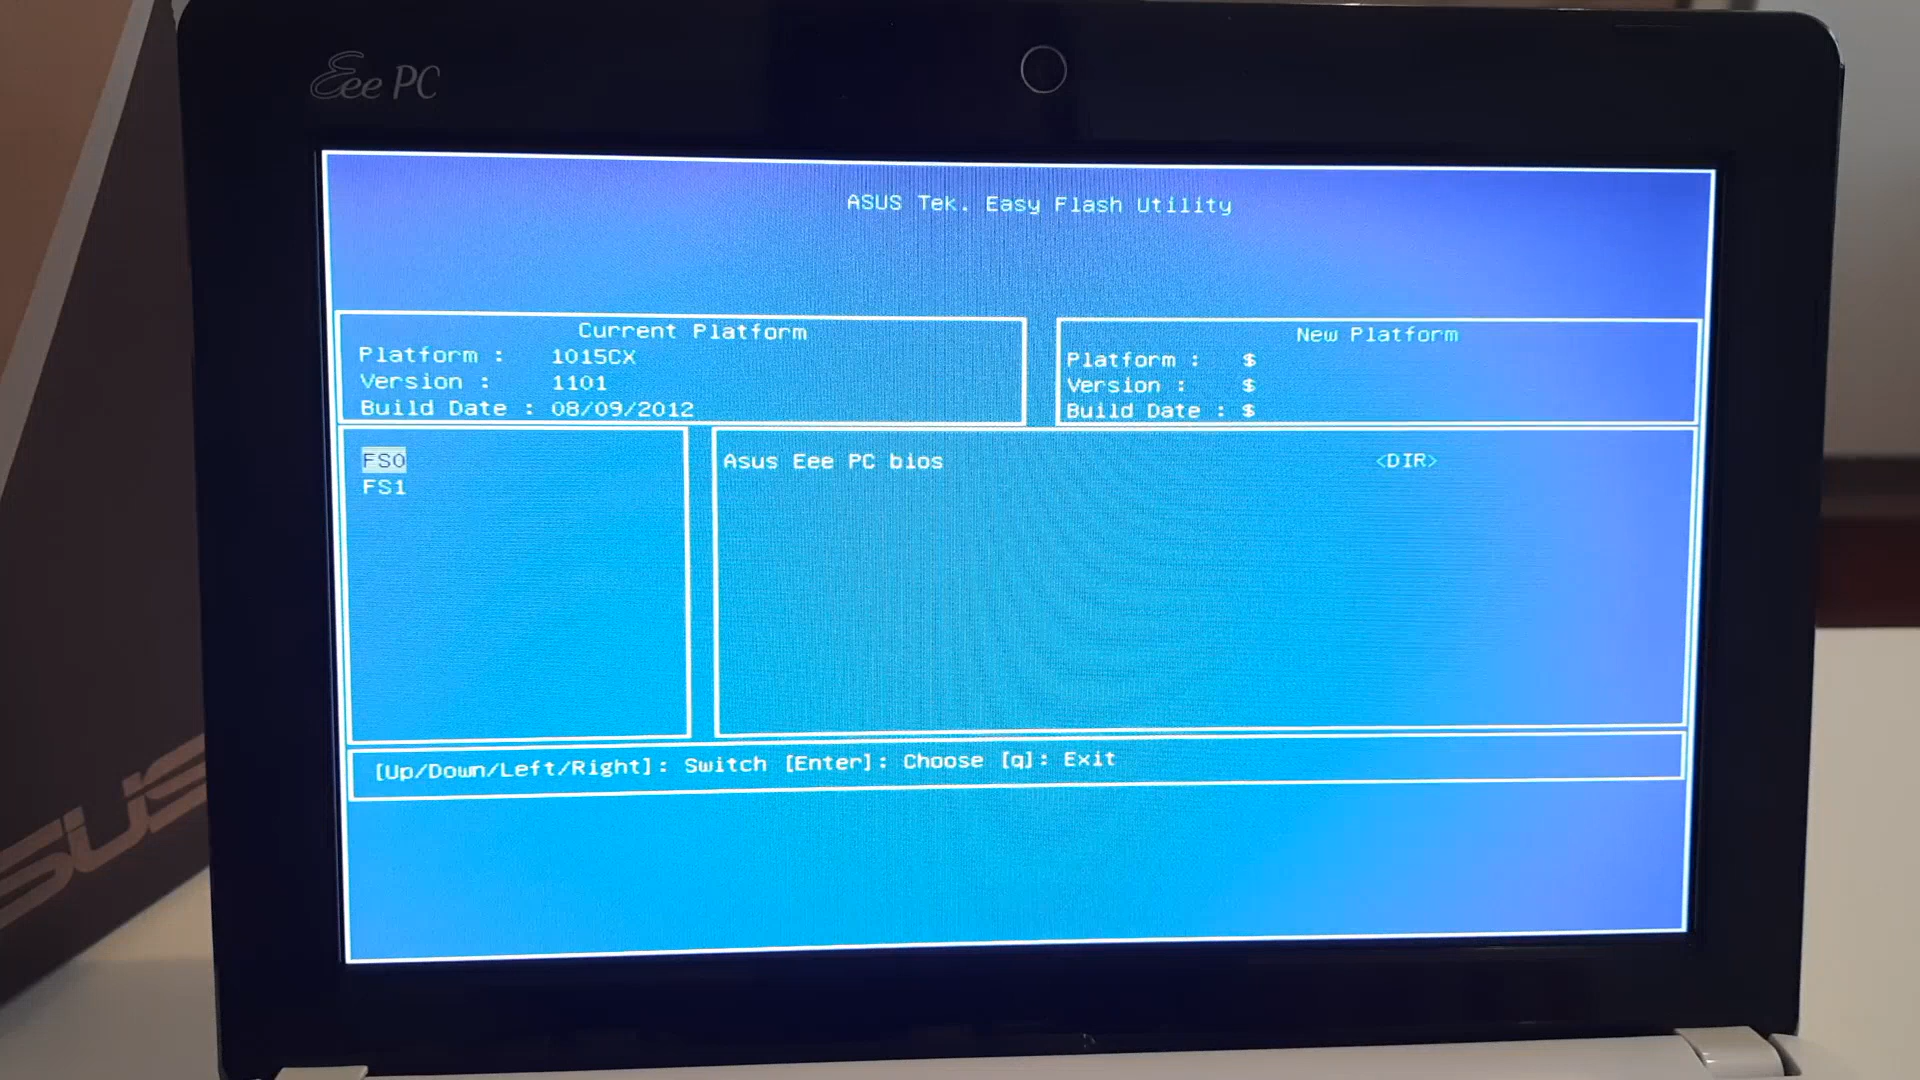 Eee PC
ASUS Tek. Easy Flash Utility
Current Platform
Platform : 1015CX
Version : 1101
Build Date : 08/09/2012
New Platform
Platform : $
Version : $
Build Date : $
FS0
FS1
Asus Eee PC bios <DIR>
[Up/Down/Left/Right]: Switch [Enter]: Choose [q]: Exit
SUS